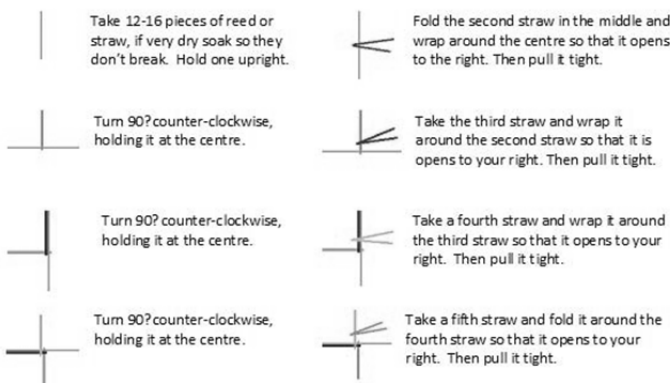 Take 12-16 pieces of reed or
straw, if very dry soak so they
don't break. Hold one upright.
Fold the second straw in the middle and
wrap around the centre so that it opens
to the right. Then pull it tight.
Turn 90? counter-clockwise,
holding it at the centre.
Take the third straw and wrap it
around the second straw so that it is
opens to your right. Then pull it tight.
Turn 90? counter-clockwise,
holding it at the centre.
Take a fourth straw and wrap it around
the third straw so that it opens to your
right. Then pull it tight.
Turn 90? counter-clockwise,
holding it at the centre.
Take a fifth straw and fold it around the
fourth straw so that it opens to your
right. Then pull it tight.